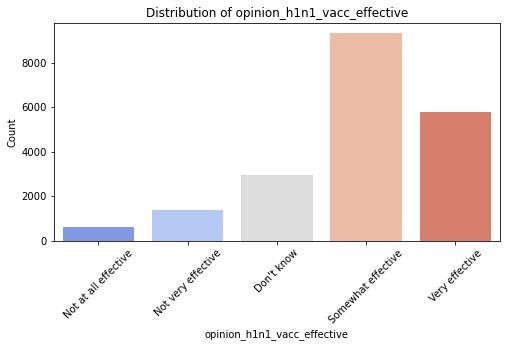 Distribution of opinion_h1n1_vacc_effective
Count
8000
6000
4000
2000
0
Not at all effective
Not very effective
Don't know
Somewhat effective
Very effective
opinion_h1n1_vacc_effective